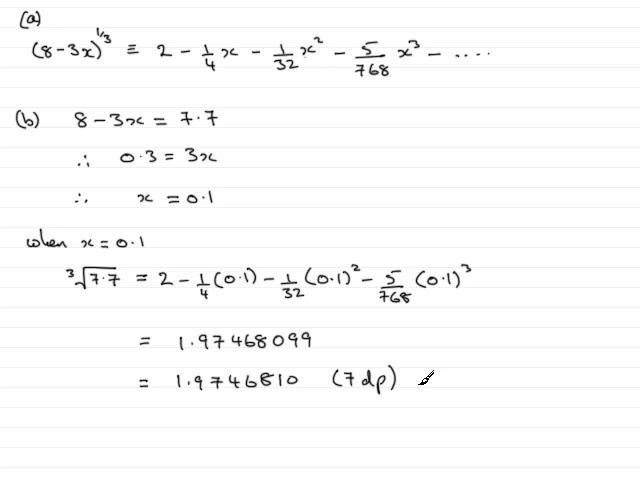 (a)
(8-3x)^1/3 ≡ 2 - 1/4 x - 1/32 x² - 5/768 x³ - .....
(b) 8-3x = 7.7
∴ 0.3 = 3x
∴ x = 0.1
when x = 0.1
³√7.7 = 2 - 1/4 (0.1) - 1/32 (0.1)² - 5/768 (0.1)³
= 1.97468099
= 1.9746810 (7dp)